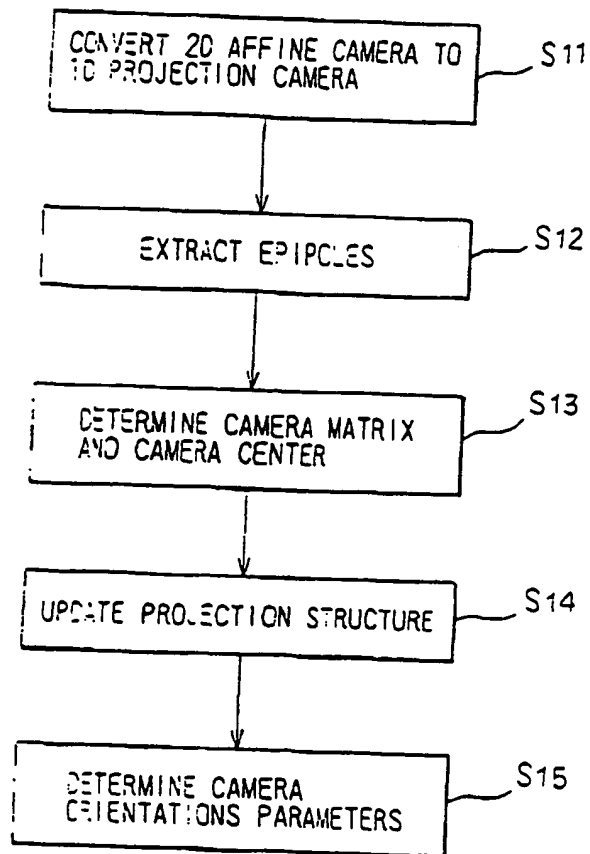 CONVERT 2D AFFINE CAMERA TO
1D PROJECTION CAMERA
S11
EXTRACT EPIPOLES
S12
DETERMINE CAMERA MATRIX
AND CAMERA CENTER
S13
UPDATE PROJECTION STRUCTURE
S14
DETERMINE CAMERA
ORIENTATIONS PARAMETERS
S15